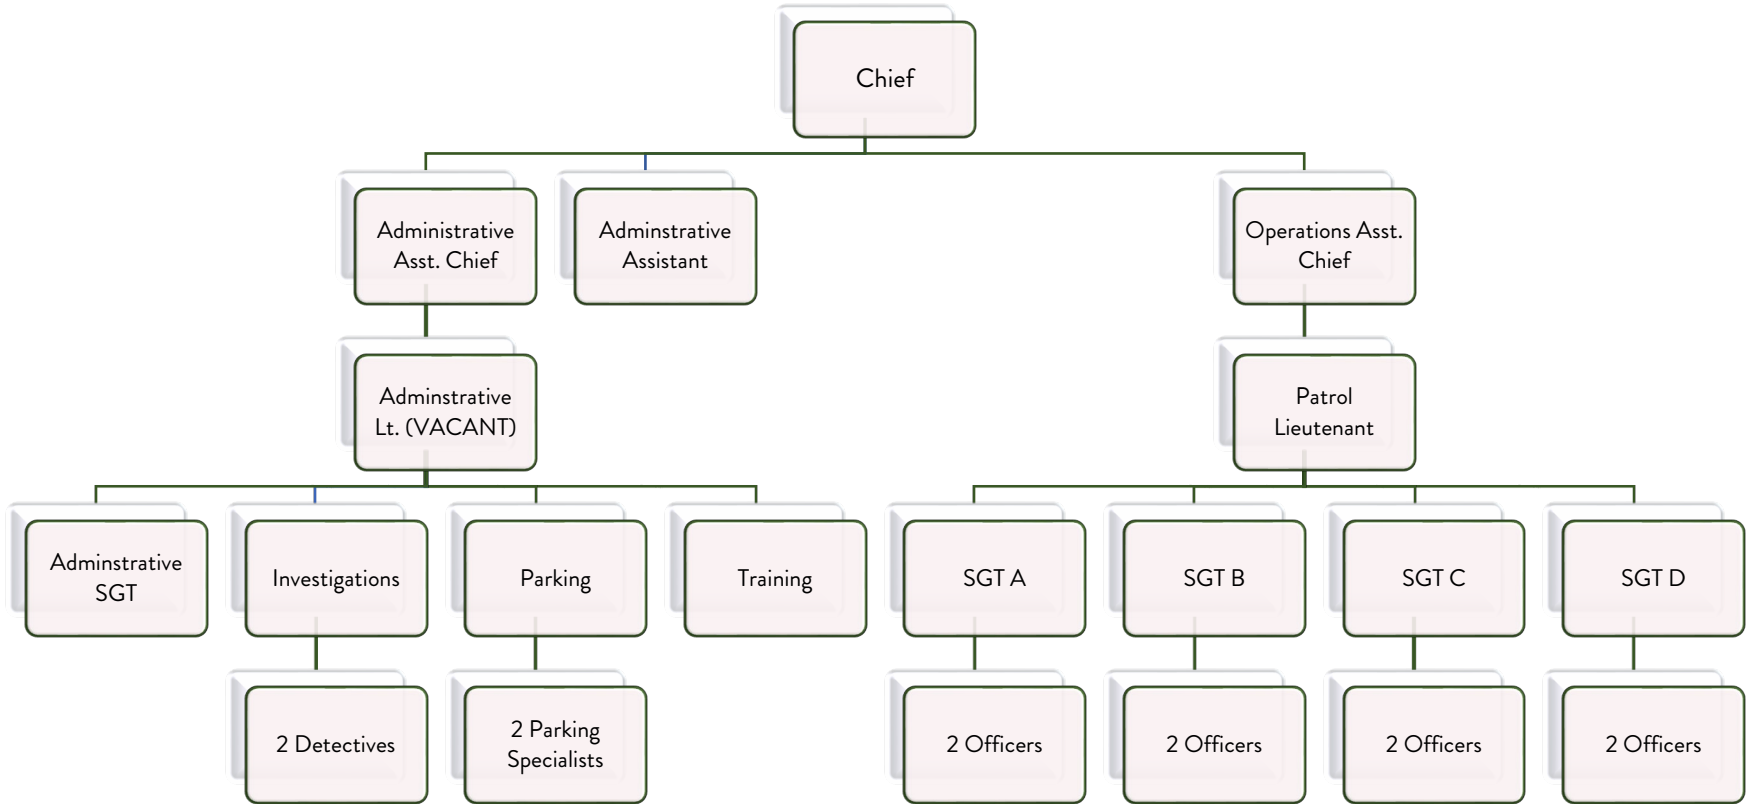 Chief
Administrative
Asst. Chief
Adminstrative
Assistant
Operations Asst.
Chief
Adminstrative
Lt. (VACANT)
Patrol
Lieutenant
Adminstrative
SGT
Investigations
Parking
Training
SGT A
SGT B
SGT C
SGT D
2 Detectives
2 Parking
Specialists
2 Officers
2 Officers
2 Officers
2 Officers